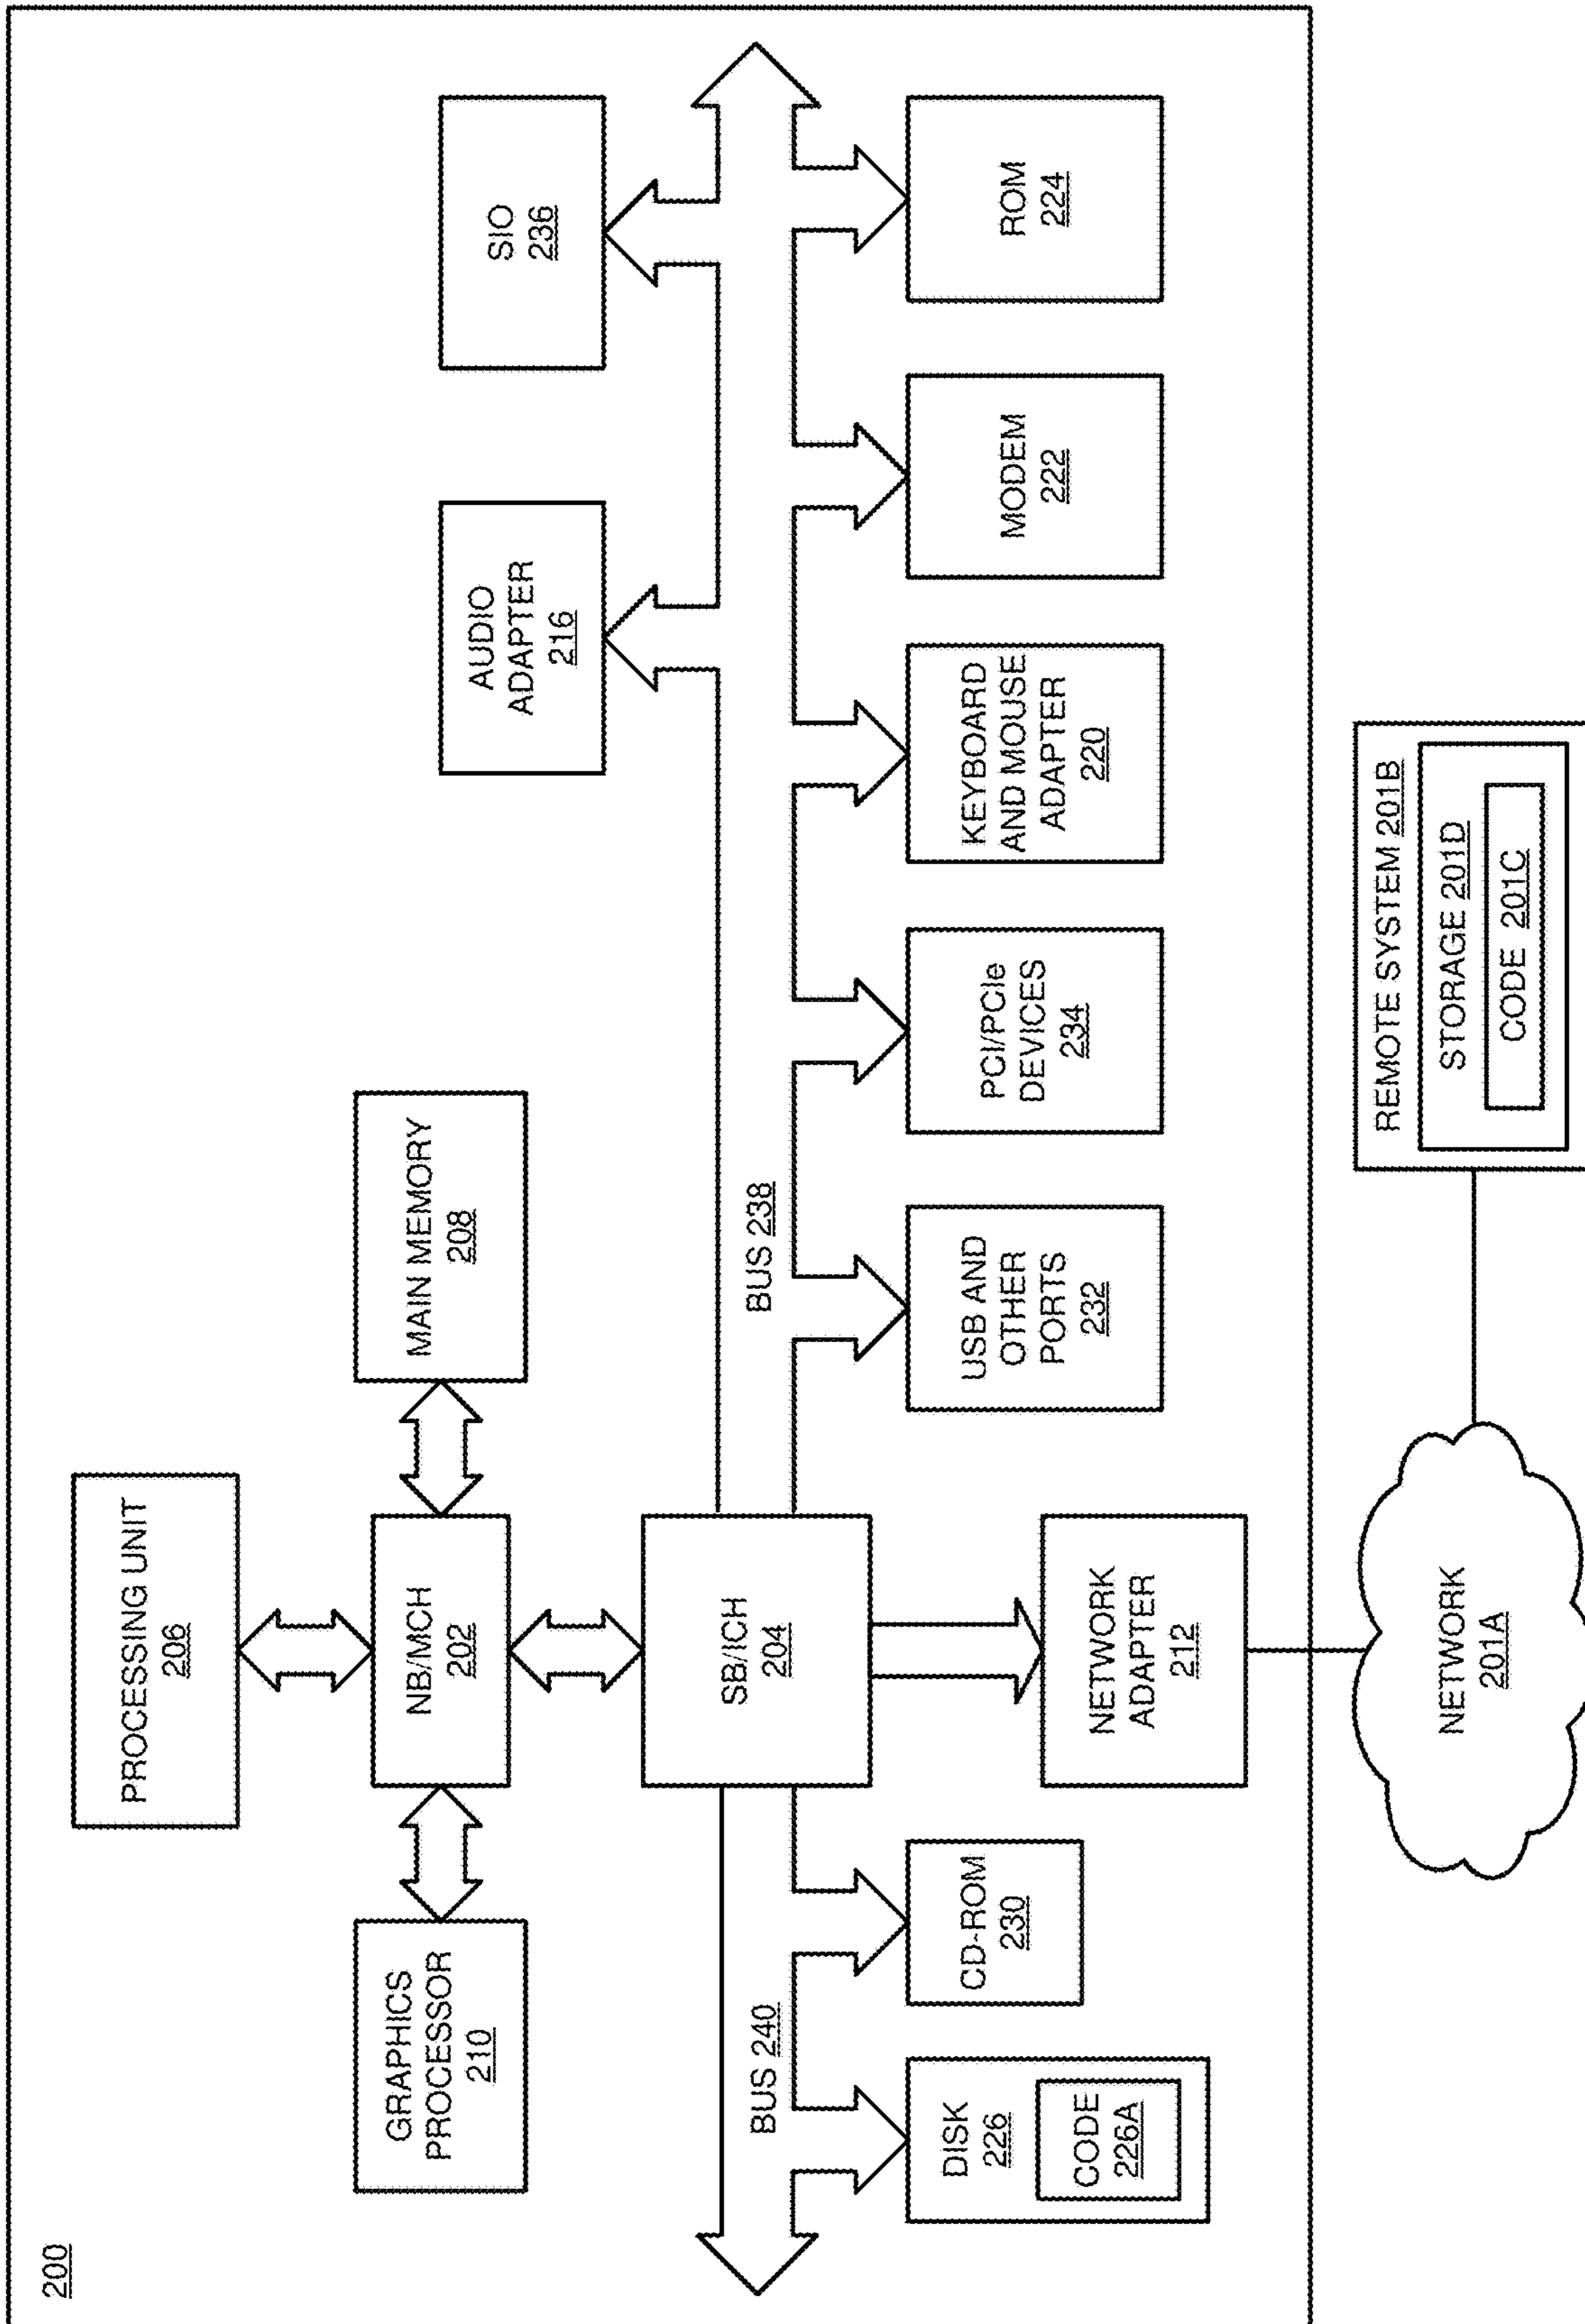 200
PROCESSING UNIT
206
GRAPHICS
PROCESSOR
210
NB/MCH
202
MAIN MEMORY
208
AUDIO
ADAPTER
216
SIO
236
SB/ICH
204
BUS 240
BUS 238
DISK
226
CODE
226A
CD-ROM
230
NETWORK
ADAPTER
212
USB AND
OTHER
PORTS
232
PCI/PCIe
DEVICES
234
KEYBOARD
AND MOUSE
ADAPTER
220
MODEM
222
ROM
224
NETWORK
201A
REMOTE SYSTEM 201B
STORAGE 201D
CODE 201C